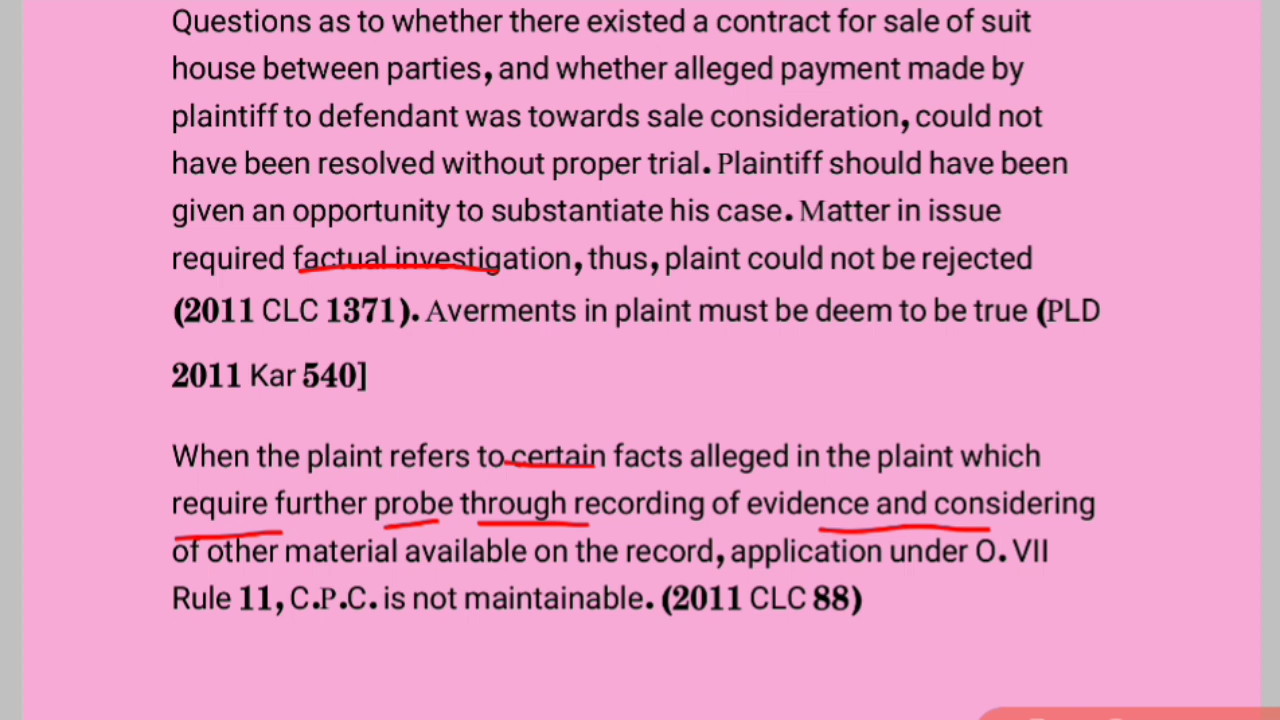 Questions as to whether there existed a contract for sale of suit
house between parties, and whether alleged payment made by
plaintiff to defendant was towards sale consideration, could not
have been resolved without proper trial. Plaintiff should have been
given an opportunity to substantiate his case. Matter in issue
required factual investigation, thus, plaint could not be rejected
(2011 CLC 1371). Averments in plaint must be deem to be true (PLD
2011 Kar 540]
When the plaint refers to certain facts alleged in the plaint which
require further probe through recording of evidence and considering
of other material available on the record, application under O. VII
Rule 11, C.P.C. is not maintainable. (2011 CLC 88)